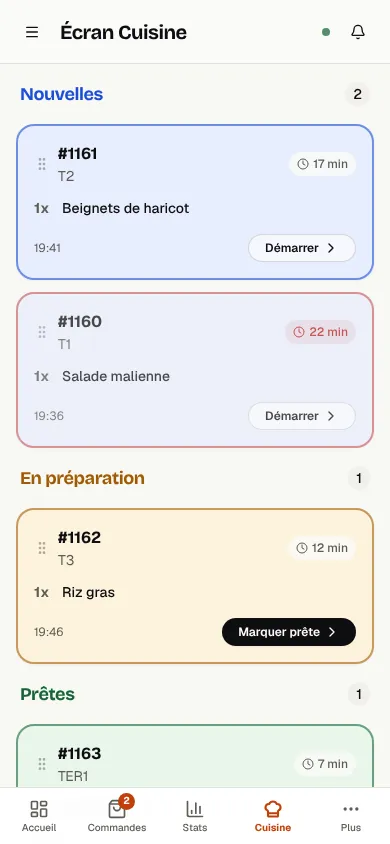 Écran Cuisine
Nouvelles 2
#1161
17 min
T2
1x Beignets de haricot
19:41 Démarrer
#1160
22 min
T1
1x Salade malienne
19:36 Démarrer
En préparation 1
#1162
12 min
T3
1x Riz gras
19:46 Marquer prête
Prêtes 1
#1163
7 min
TER1
2
Accueil Commandes Stats Cuisine Plus